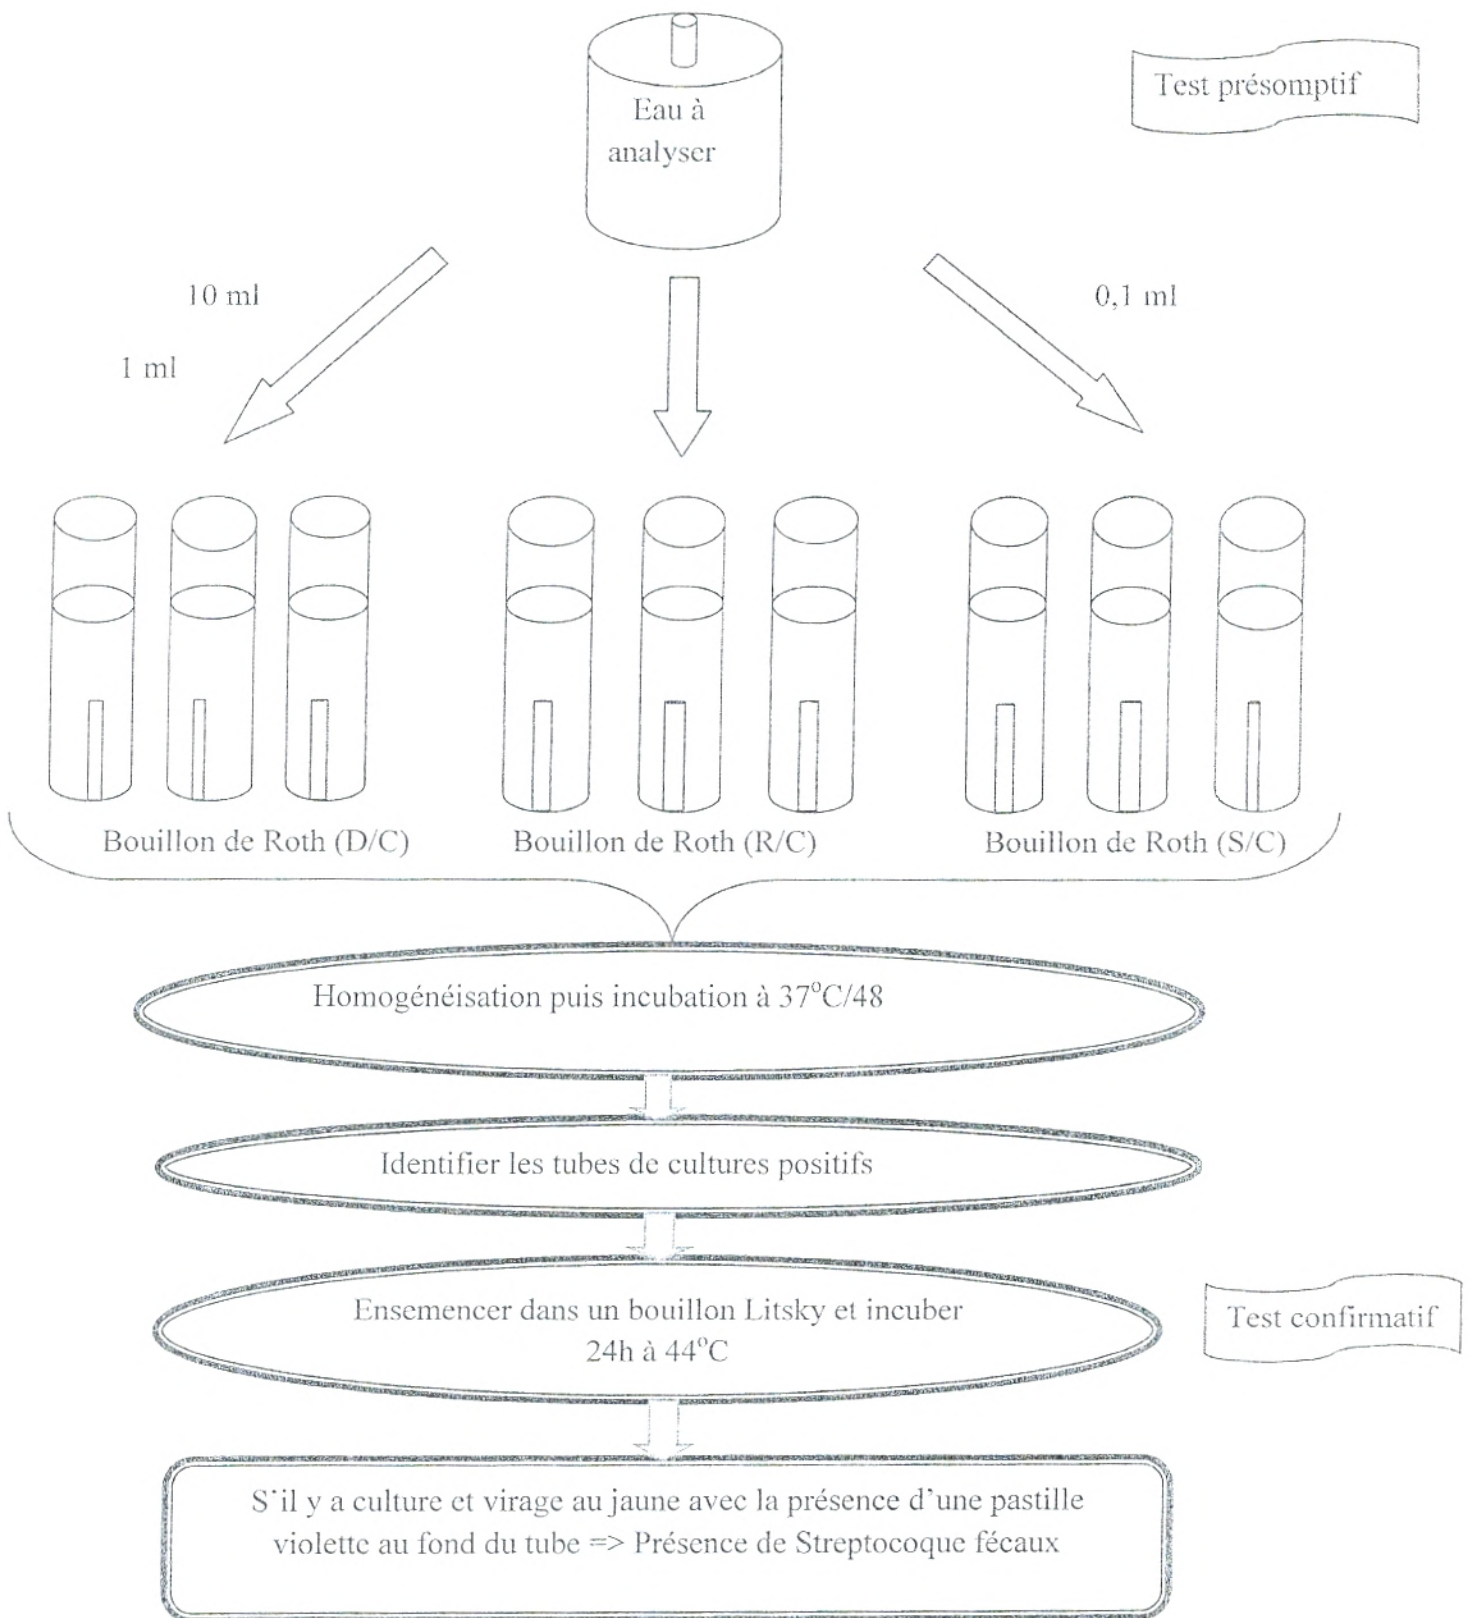 Eau à
analyser
Test présomptif
10 ml
0,1 ml
1 ml
Bouillon de Roth (D/C)
Bouillon de Roth (R/C)
Bouillon de Roth (S/C)
Homogénéisation puis incubation à 37°C/48
Identifier les tubes de cultures positifs
Ensemencer dans un bouillon Litsky et incuber
24h à 44°C
Test confirmatif
S'il y a culture et virage au jaune avec la présence d'une pastille
violette au fond du tube => Présence de Streptocoque fécaux